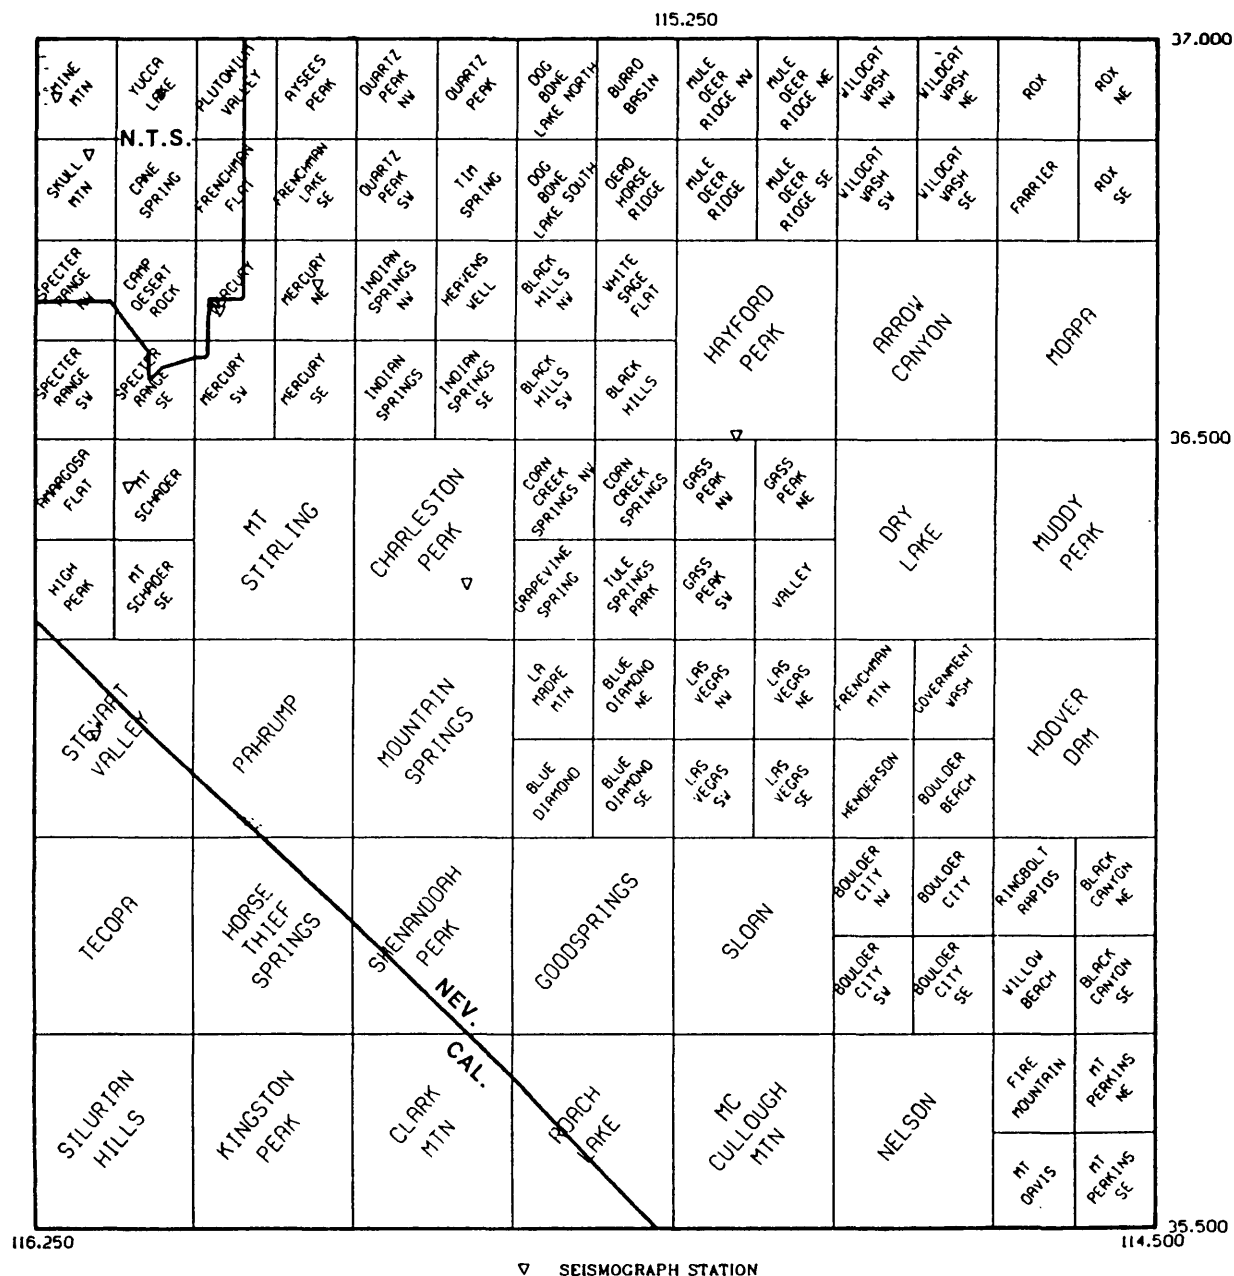 115.250
37.000
MINE
MTN
YUCCA
LAKE
PLUTONIUM
VALLEY
AYSEES
PEAK
QUARTZ
PEAK
NW
QUARTZ
PEAK
DOG
BONE
LAKE NORTH
BURRO
BASIN
MULE
DEER
RIDGE NW
MULE
DEER
RIDGE NE
WILDCAT
WASH
NW
WILDCAT
WASH
NE
ROX
ROX
NE
N.T.S.
SKULL
MTN
CANE
SPRING
FRENCHMAN
FLAT
FRENCHMAN
LAKE
SE
QUARTZ
PEAK
SW
TIM
SPRING
DOG
BONE
LAKE SOUTH
DEAD
HORSE
RIDGE
MULE
DEER
RIDGE
MULE
DEER
RIDGE SE
WILDCAT
WASH
SW
WILDCAT
WASH
SE
FARRIER
ROX
SE
SPECTER
RANGE
NW
CAMP
DESERT
ROCK
MERCURY
MERCURY
NE
INDIAN
SPRINGS
NW
HEAVENS
WELL
BLACK
HILLS
NW
WHITE
SAGE
FLAT
HAYFORD
PEAK
ARROW
CANYON
MOAPA
SPECTER
RANGE
SW
SPECTER
RANGE
SE
MERCURY
SW
MERCURY
SE
INDIAN
SPRINGS
INDIAN
SPRINGS
SE
BLACK
HILLS
SW
BLACK
HILLS
36.500
AMARGOSA
FLAT
MT
SCHADER
MT
STIRLING
CHARLESTON
PEAK
CORN
CREEK
SPRINGS NW
CORN
CREEK
SPRINGS
GASS
PEAK
NW
GASS
PEAK
NE
DRY
LAKE
MUDDY
PEAK
HIGH
PEAK
MT
SCHADER
SE
GRAPEVINE
SPRING
TULE
SPRINGS
PARK
GASS
PEAK
SW
VALLEY
STEWART
VALLEY
PAHRUMP
MOUNTAIN
SPRINGS
LA
MADRE
MTN
BLUE
DIAMOND
NE
LAS
VEGAS
NW
LAS
VEGAS
NE
FRENCHMAN
MTN
GOVERNMENT
WASH
HOOVER
DAM
BLUE
DIAMOND
BLUE
DIAMOND
SE
LAS
VEGAS
SW
LAS
VEGAS
SE
HENDERSON
BOULDER
BEACH
TECOPA
HORSE
THIEF
SPRINGS
SHENANDOAH
PEAK
GOODSPRINGS
SLOAN
BOULDER
CITY
NW
BOULDER
CITY
RINGBOLT
RAPIDS
BLACK
CANYON
NE
BOULDER
CITY
SW
BOULDER
CITY
SE
WILLOW
BEACH
BLACK
CANYON
SE
NEV.
CAL.
SILURIAN
HILLS
KINGSTON
PEAK
CLARK
MTN
ROACH
LAKE
MC
CULLOUGH
MTN
NELSON
FIRE
MOUNTAIN
MT
PERKINS
NE
MT
DAVIS
MT
PERKINS
SE
35.500
116.250
114.500
SEISMOGRAPH STATION